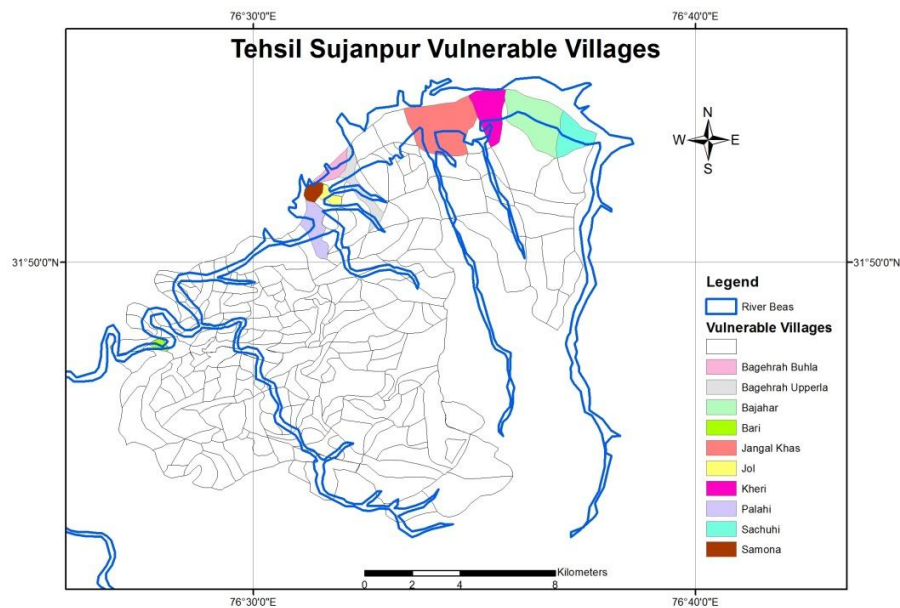 76°30'0"E
76°40'0"E
Tehsil Sujanpur Vulnerable Villages
N
W
E
S
31°50'0"N
31°50'0"N
Legend
River Beas
Vulnerable Villages
Bagehrah Buhla
Bagehrah Upperla
Bajahar
Bari
Jangal Khas
Jol
Kheri
Palahi
Sachuhi
Samona
Kilometers
0 2 4 8
76°30'0"E
76°40'0"E